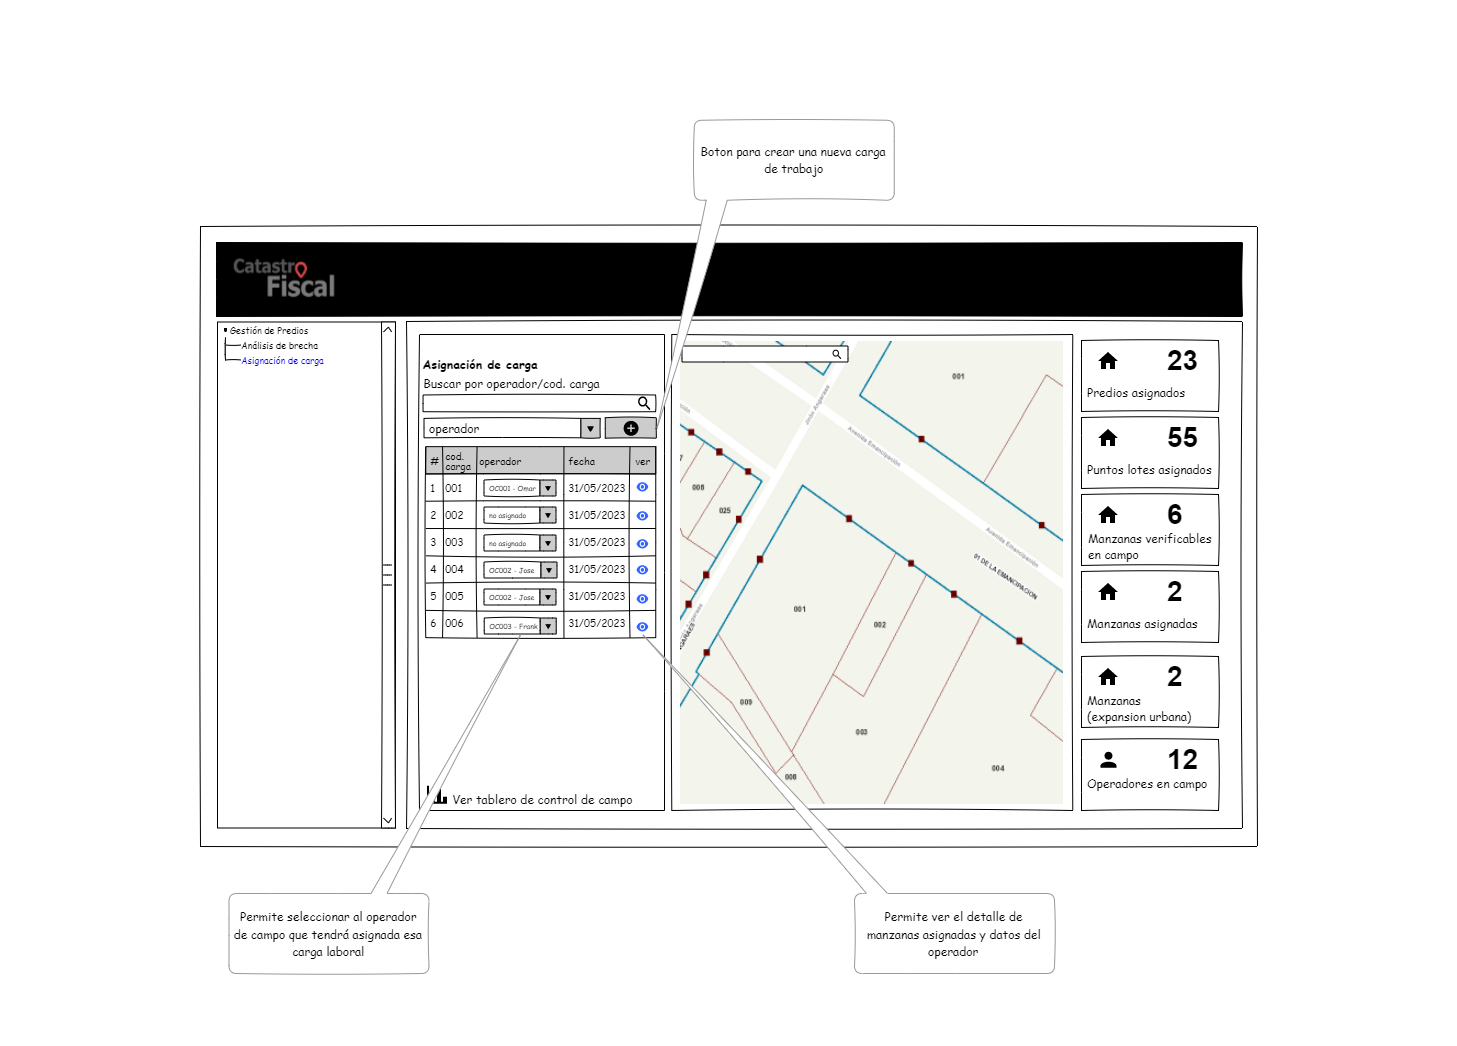 Boton para crear una nueva carga
de trabajo
Catastro
Fiscal
Gestión de Predios
Análisis de brecha
Asignación de carga
Asignación de carga
Buscar por operador/cod. carga
operador
# cod. carga operador fecha ver
1 001 OC001 - Omar 31/05/2023
2 002 no asignado 31/05/2023
3 003 no asignado 31/05/2023
4 004 OC002 - Jose 31/05/2023
5 005 OC002 - Jose 31/05/2023
6 006 OC003 - Frank 31/05/2023
Ver tablero de control de campo
001
Jirón Angaraes
Avenida Emancipación
Avenida Emancipación
01 DE LA EMANCIPACION
008
025
001
002
009
003
008
004
23
Predios asignados
55
Puntos lotes asignados
6
Manzanas verificables
en campo
2
Manzanas asignadas
2
Manzanas
(expansion urbana)
12
Operadores en campo
Permite seleccionar al operador
de campo que tendrá asignada esa
carga laboral
Permite ver el detalle de
manzanas asignadas y datos del
operador